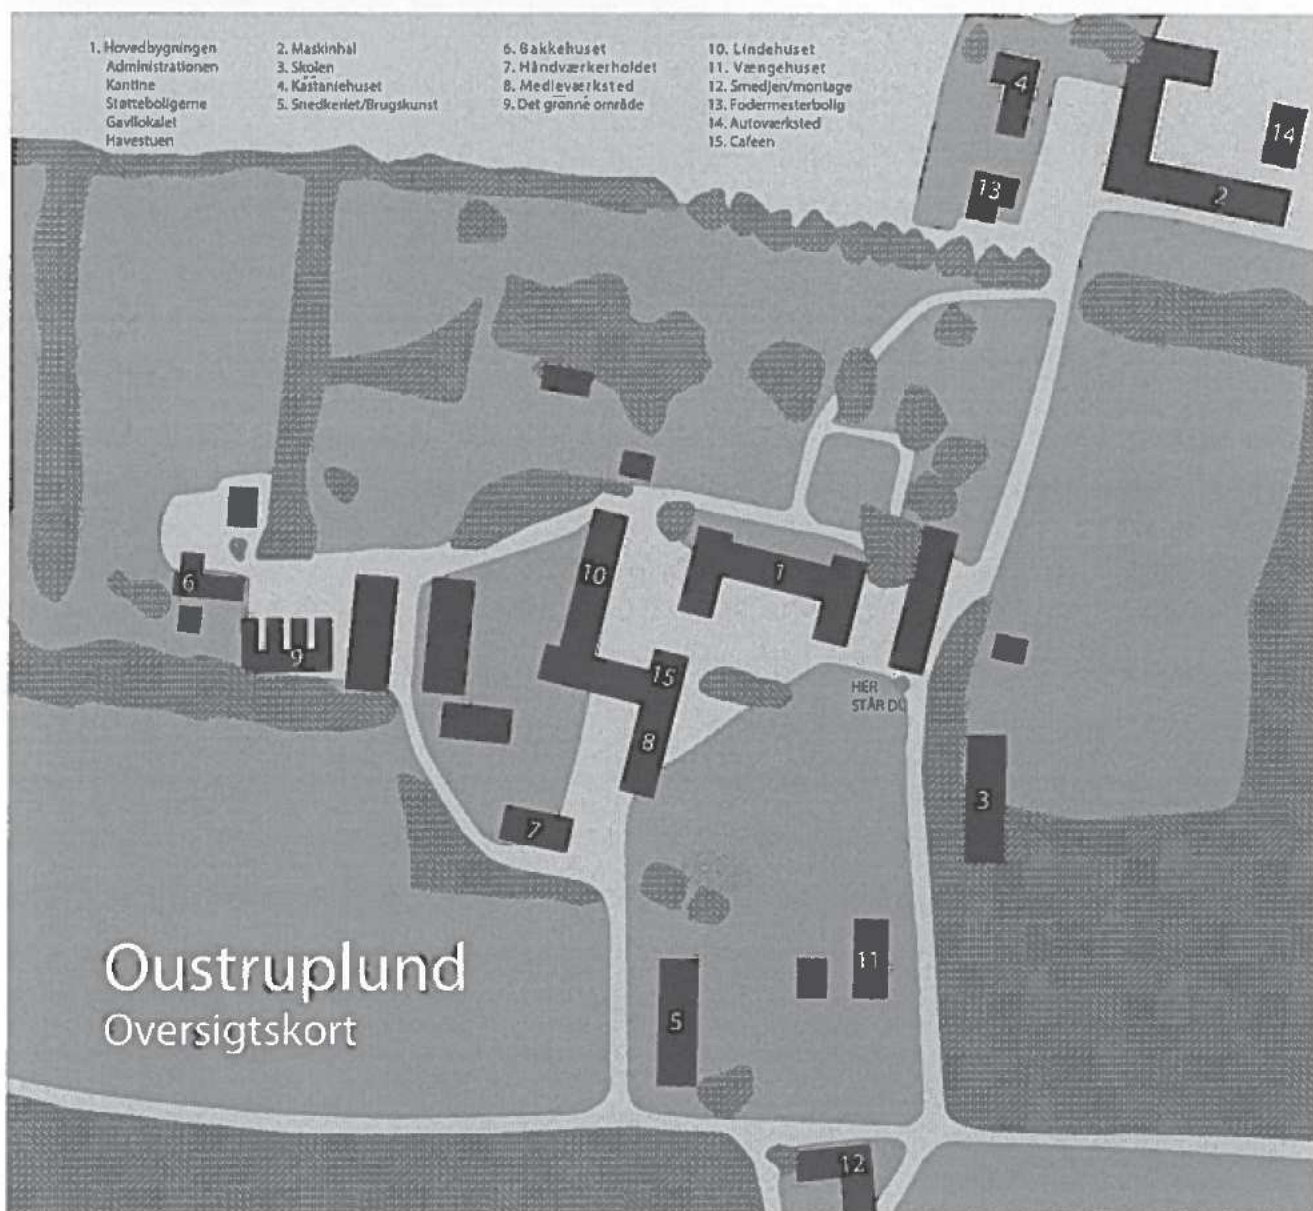 1. Hovedbygningen
Administrationen
Kantine
Støtteboligerne
Gavllokalet
Havestuen
2. Maskinhal
3. Skolen
4. Kastaniehuset
5. Snedkeriet/Brugskunst
6. Bakkehuset
7. Håndværkerholdet
8. Medieværksted
9. Det grønne område
10. Lindehuset
11. Vængehuset
12. Smedjen/montage
13. Fodermesterbolig
14. Autoværksted
15. Cafeen
4
14
13
2
6
10
1
9
15
HER
STÅR DU
8
3
7
11
5
Oustruplund
Oversigtskort
12